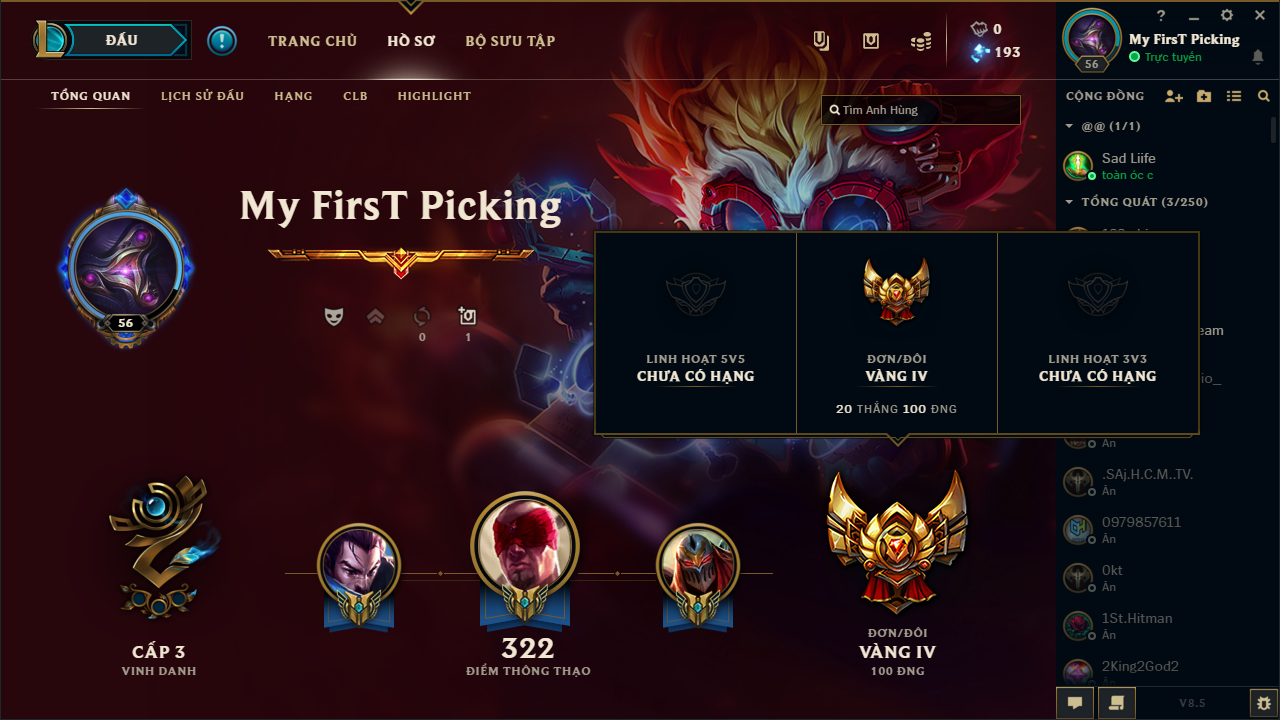 ĐẤU
TRANG CHỦ
HỒ SƠ
BỘ SƯU TẬP
0
193
?
My FirsT Picking
Trực tuyến
56
TỔNG QUAN
LỊCH SỬ ĐẤU
HẠNG
CLB
HIGHLIGHT
Tìm Anh Hùng
CỘNG ĐỒNG
@@ (1/1)
Sad Liife
toàn óc c
TỔNG QUÁT (3/250)
My FirsT Picking
56
0
1
LINH HOẠT 5V5
CHƯA CÓ HẠNG
ĐƠN/ĐÔI
VÀNG IV
20 THẮNG 100 ĐNG
LINH HOẠT 3V3
CHƯA CÓ HẠNG
eam
io_
Ẩn
.SAj.H.C.M..TV.
Ẩn
0979857611
Ẩn
0kt
Ẩn
1St.Hitman
Ẩn
2King2God2
Ẩn
CẤP 3
VINH DANH
322
ĐIỂM THÔNG THẠO
ĐƠN/ĐÔI
VÀNG IV
100 ĐNG
V8.5